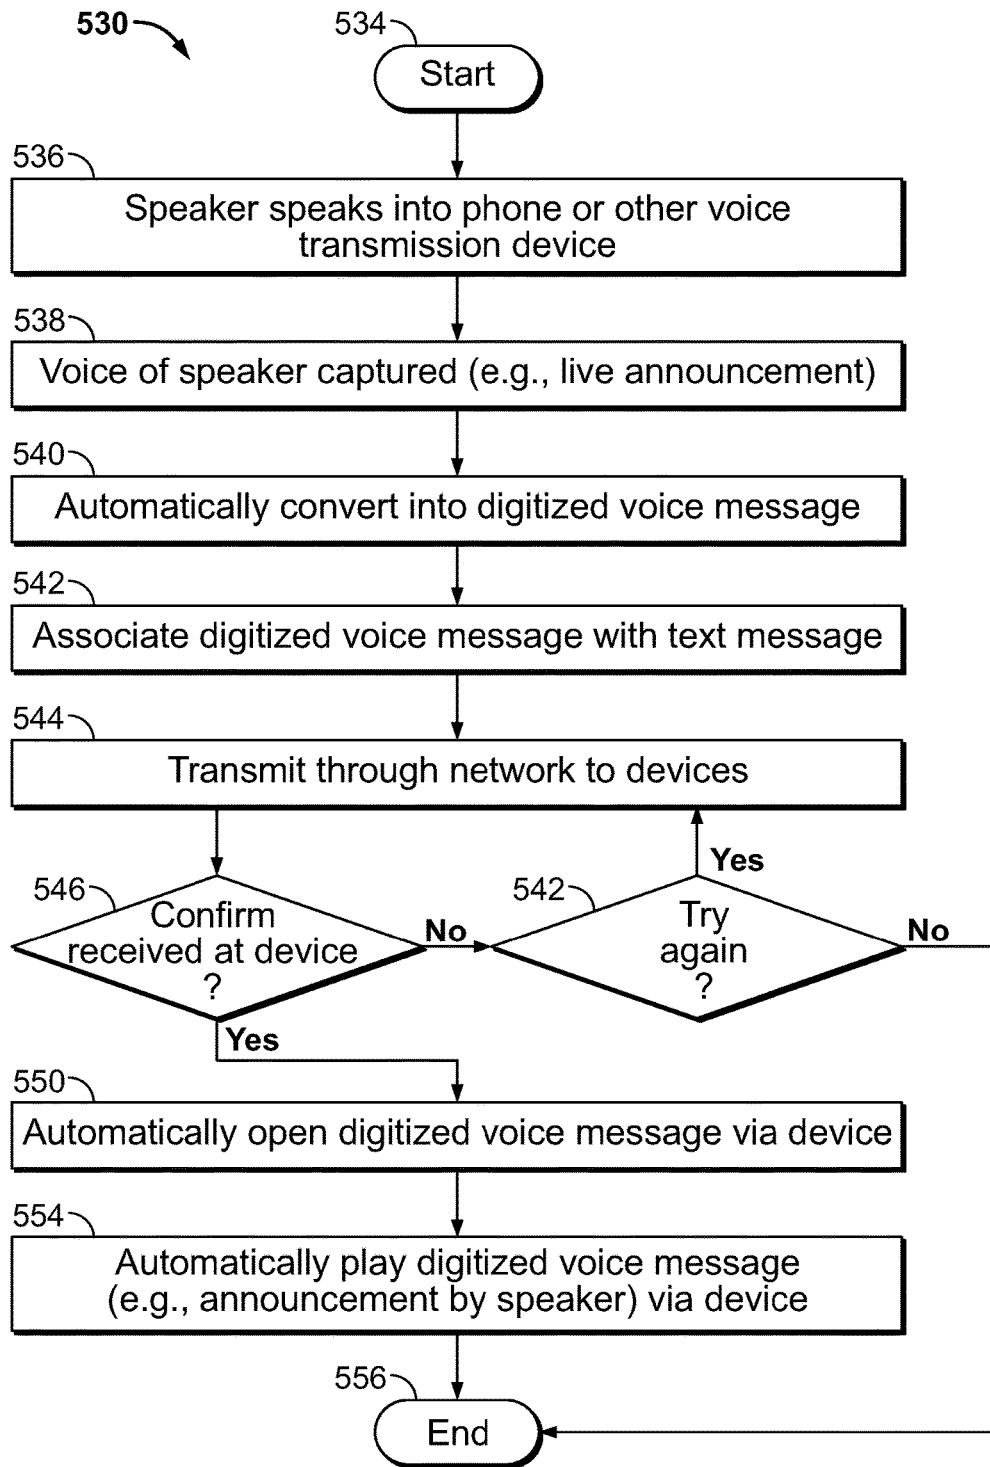 530
534
Start
536
Speaker speaks into phone or other voice
transmission device
538
Voice of speaker captured (e.g., live announcement)
540
Automatically convert into digitized voice message
542
Associate digitized voice message with text message
544
Transmit through network to devices
546
Confirm
received at device
?
No
Yes
542
Try
again
?
Yes
No
550
Automatically open digitized voice message via device
554
Automatically play digitized voice message
(e.g., announcement by speaker) via device
556
End